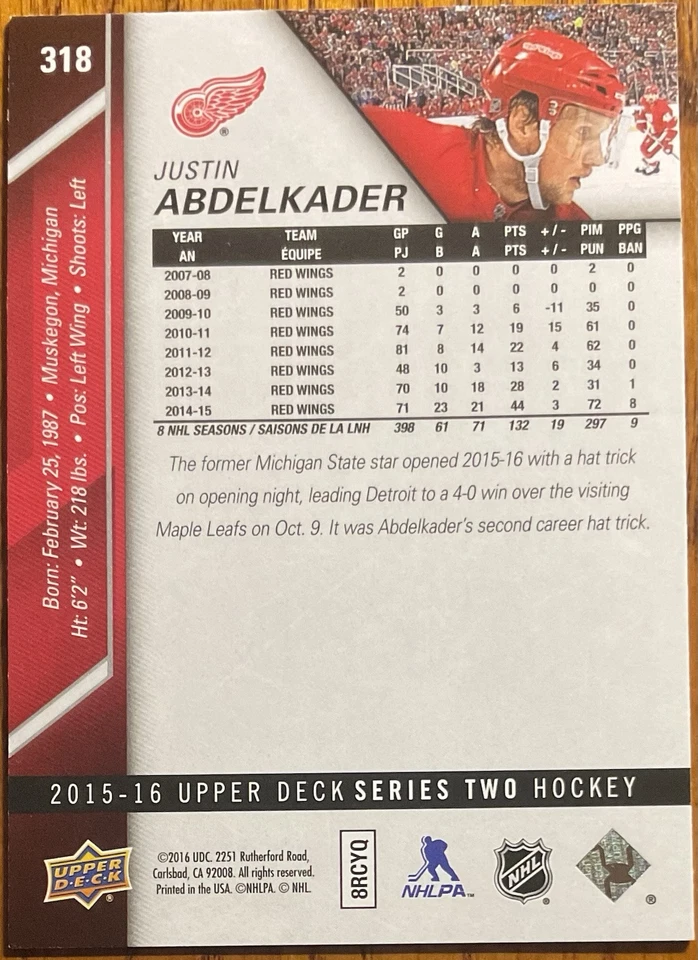 318
JUSTIN
ABDELKADER
YEAR TEAM GP G A PTS +/- PIM PPG
AN ÉQUIPE PJ B A PTS +/- PUN BAN
2007-08 RED WINGS 2 0 0 0 0 2 0
2008-09 RED WINGS 2 0 0 0 0 0 0
2009-10 RED WINGS 50 3 3 6 -11 35 0
2010-11 RED WINGS 74 7 12 19 15 61 0
2011-12 RED WINGS 81 8 14 22 4 62 0
2012-13 RED WINGS 48 10 3 13 6 34 0
2013-14 RED WINGS 70 10 18 28 2 31 1
2014-15 RED WINGS 71 23 21 44 3 72 8
8 NHL SEASONS / SAISONS DE LA LNH 398 61 71 132 19 297 9
The former Michigan State star opened 2015-16 with a hat trick
on opening night, leading Detroit to a 4-0 win over the visiting
Maple Leafs on Oct. 9. It was Abdelkader's second career hat trick.
Born: February 25, 1987 • Muskegon, Michigan
Ht: 6'2" • Wt: 218 lbs. • Pos: Left Wing • Shoots: Left
2015-16 UPPER DECK SERIES TWO HOCKEY
UPPER
D•E•C•K
®
©2016 UDC. 2251 Rutherford Road,
Carlsbad, CA 92008. All rights reserved.
Printed in the USA. ©NHLPA. © NHL.
8RCYQ
NHLPA™
NHL
®
®